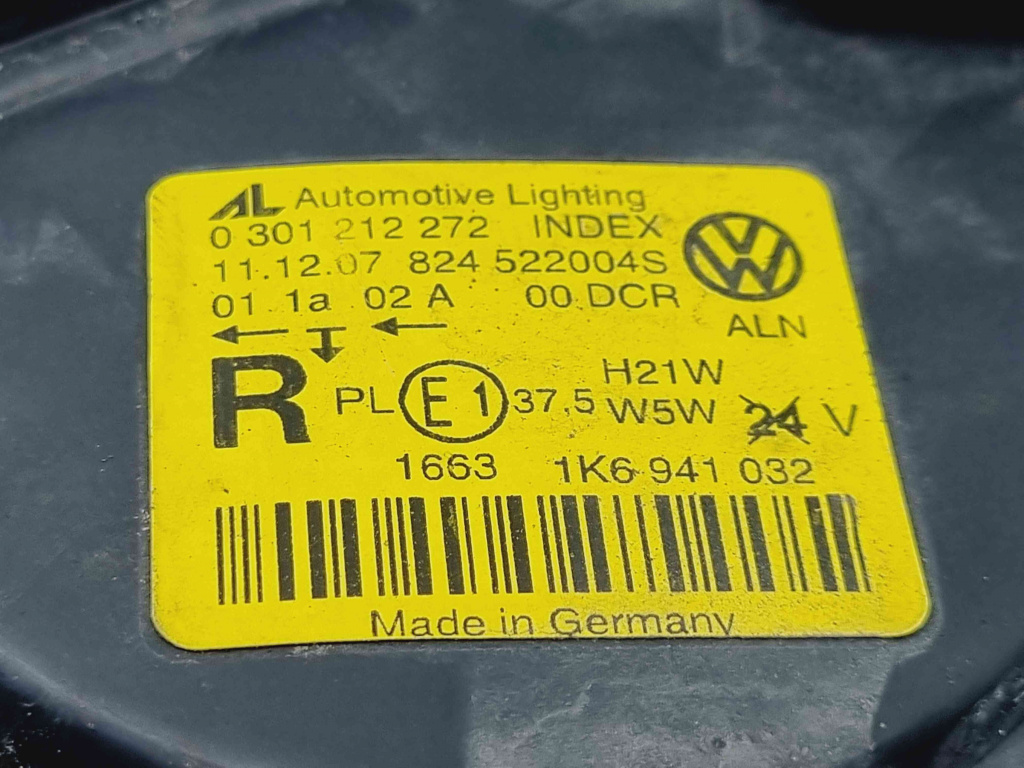 AL Automotive Lighting
0 301 212 272 INDEX
11.12.07 824 522004S
01 1a 02 A 00 DCR
ALN
R PL E 1 37,5 H21W W5W 24 V
1663 1K6 941 032
Made in Germany